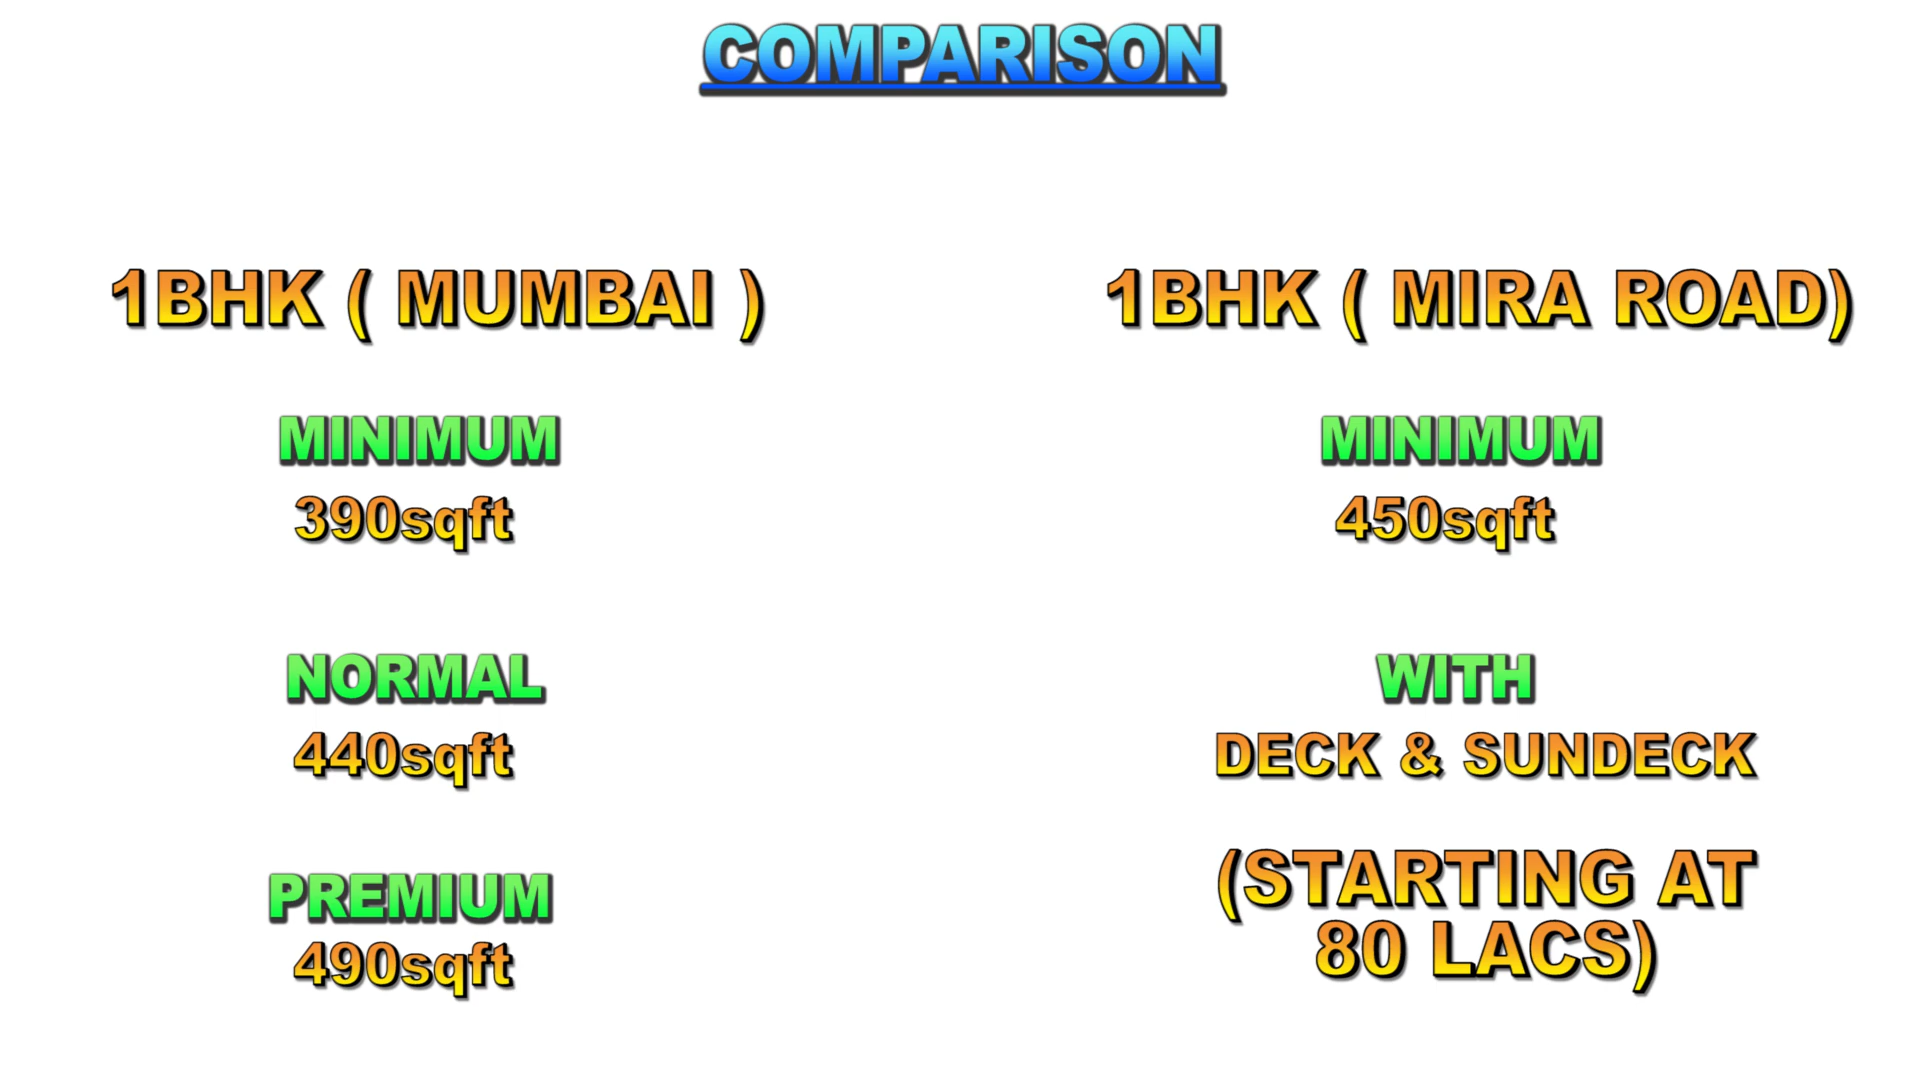 COMPARISON
1BHK ( MUMBAI )
MINIMUM
390sqft
NORMAL
440sqft
PREMIUM
490sqft
1BHK ( MIRA ROAD)
MINIMUM
450sqft
WITH
DECK & SUNDECK
(STARTING AT
80 LACS)